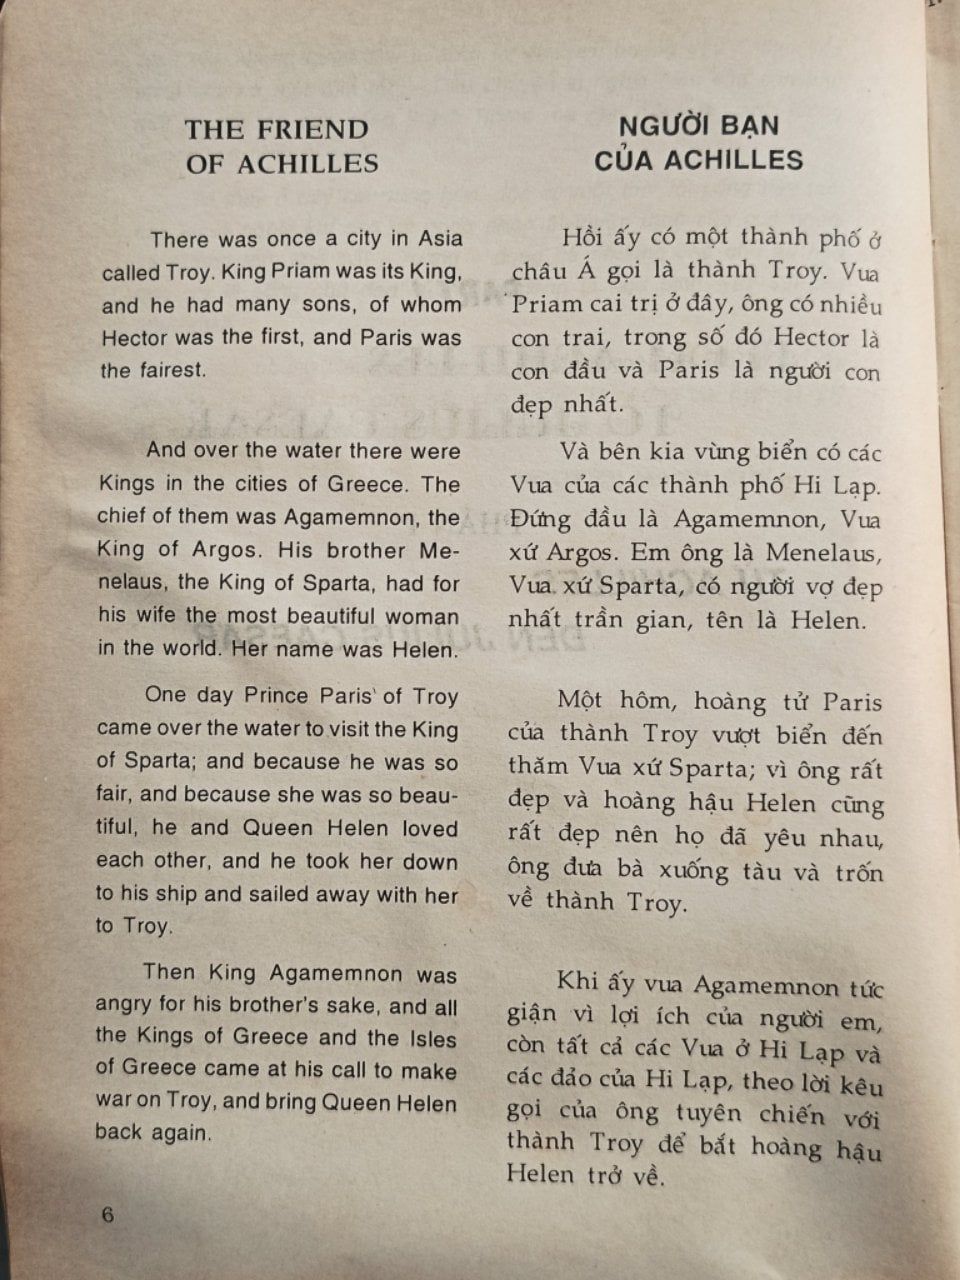 THE FRIEND
OF ACHILLES
There was once a city in Asia
called Troy. King Priam was its King,
and he had many sons, of whom
Hector was the first, and Paris was
the fairest.
And over the water there were
Kings in the cities of Greece. The
chief of them was Agamemnon, the
King of Argos. His brother Me-
nelaus, the King of Sparta, had for
his wife the most beautiful woman
in the world. Her name was Helen.
One day Prince Paris of Troy
came over the water to visit the King
of Sparta; and because he was so
fair, and because she was so beau-
tiful, he and Queen Helen loved
each other, and he took her down
to his ship and sailed away with her
to Troy.
Then King Agamemnon was
angry for his brother's sake, and all
the Kings of Greece and the Isles
of Greece came at his call to make
war on Troy, and bring Queen Helen
back again.
NGƯỜI BẠN
CỦA ACHILLES
Hồi ấy có một thành phố ở
châu Á gọi là thành Troy. Vua
Priam cai trị ở đây, ông có nhiều
con trai, trong số đó Hector là
con đầu và Paris là người con
đẹp nhất.
Và bên kia vùng biển có các
Vua của các thành phố Hi Lạp.
Đứng đầu là Agamemnon, Vua
xứ Argos. Em ông là Menelaus,
Vua xứ Sparta, có người vợ đẹp
nhất trần gian, tên là Helen.
Một hôm, hoàng tử Paris
của thành Troy vượt biển đến
thăm Vua xứ Sparta; vì ông rất
đẹp và hoàng hậu Helen cũng
rất đẹp nên họ đã yêu nhau,
ông đưa bà xuống tàu và trốn
về thành Troy.
Khi ấy vua Agamemnon tức
giận vì lợi ích của người em,
còn tất cả các Vua ở Hi Lạp và
các đảo của Hi Lạp, theo lời kêu
gọi của ông tuyên chiến với
thành Troy để bắt hoàng hậu
Helen trở về.
6